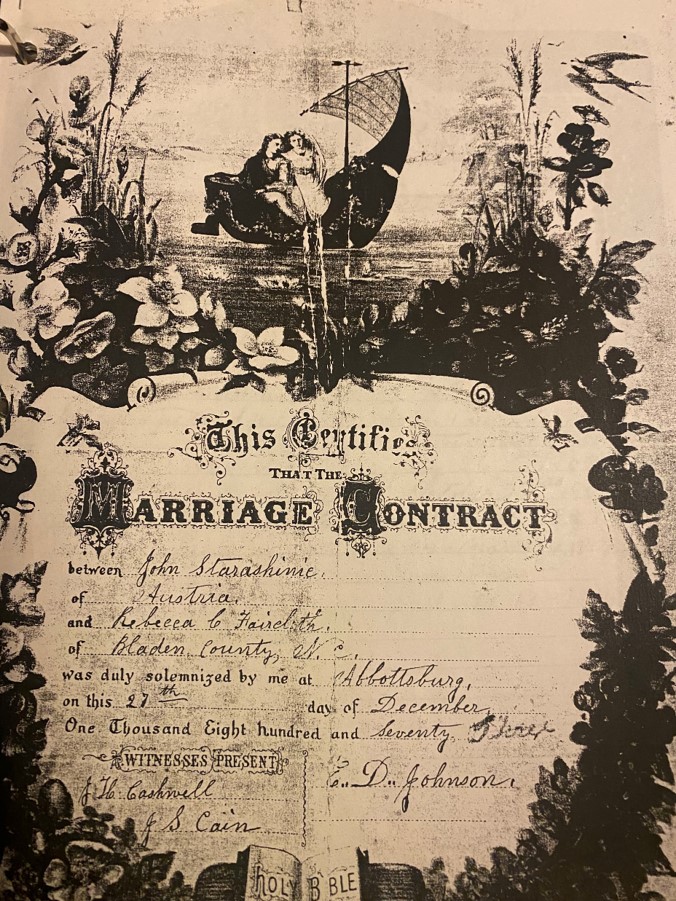 This Certifies
THAT THE
MARRIAGE CONTRACT
between John Starashinie.
of Austria.
and Rebecca C Faircloth.
of Bladen County, N. C.
was duly solemnized by me at Abbottsburg,
on this 27th day of December,
One Thousand Eight hundred and Seventy Three
WITNESSES PRESENT
E. D. Johnson.
J. H. Cashwell
J S Cain
HOLY BIBLE